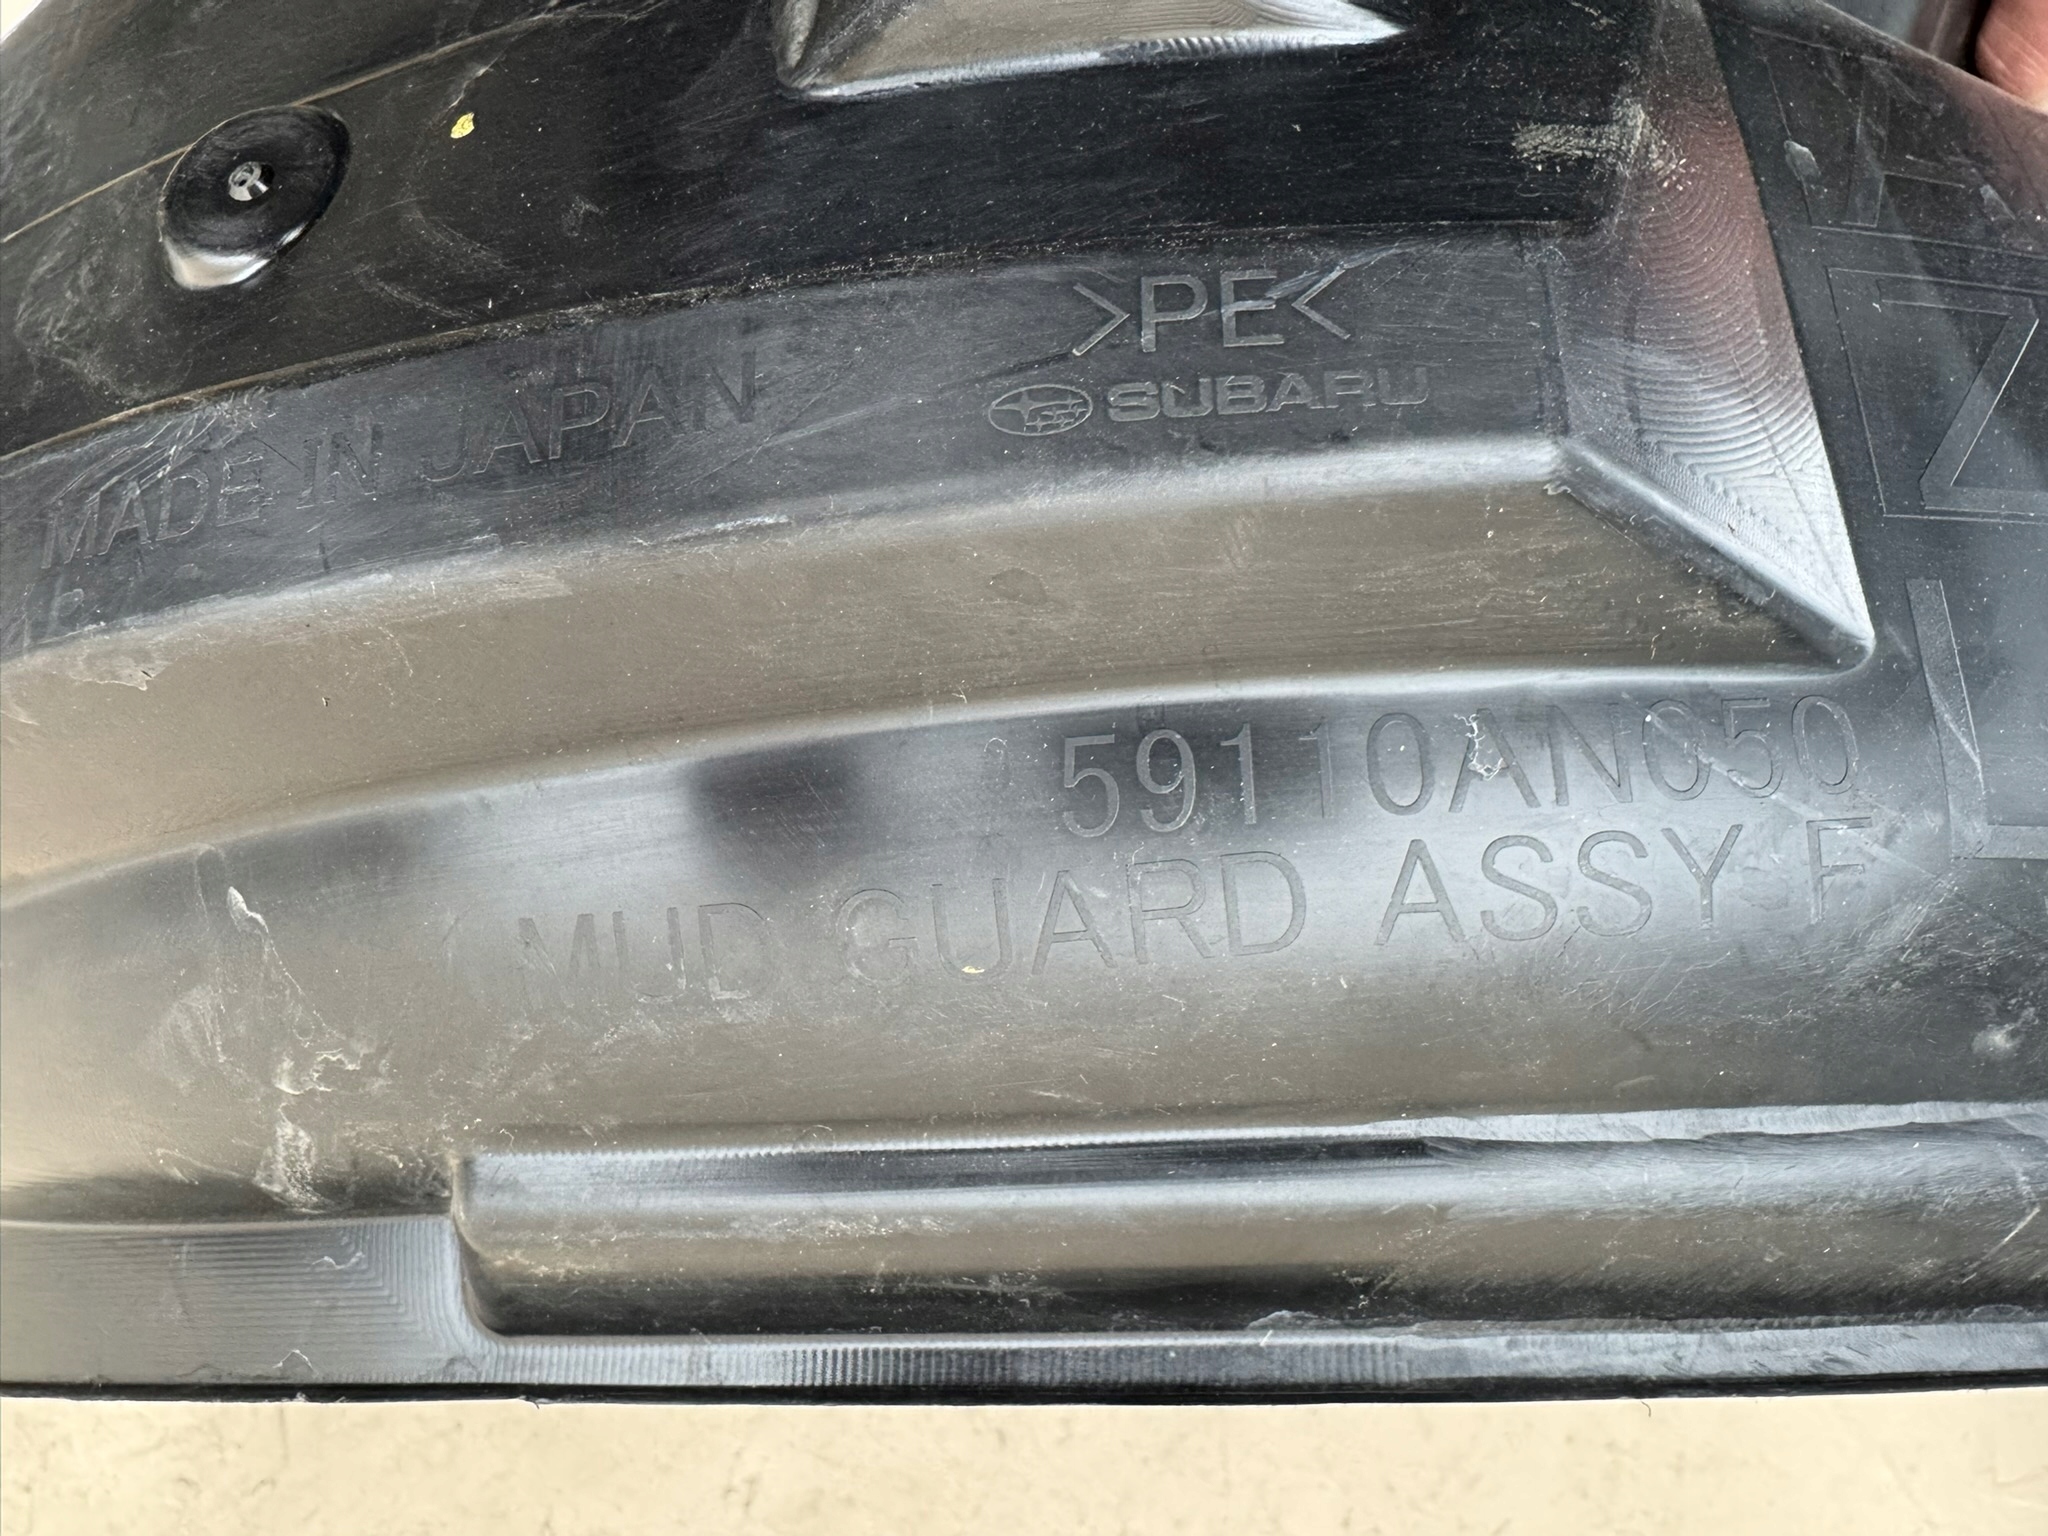 >PE<
SUBARU
MADE IN JAPAN
59110AN050
MUD GUARD ASSY F